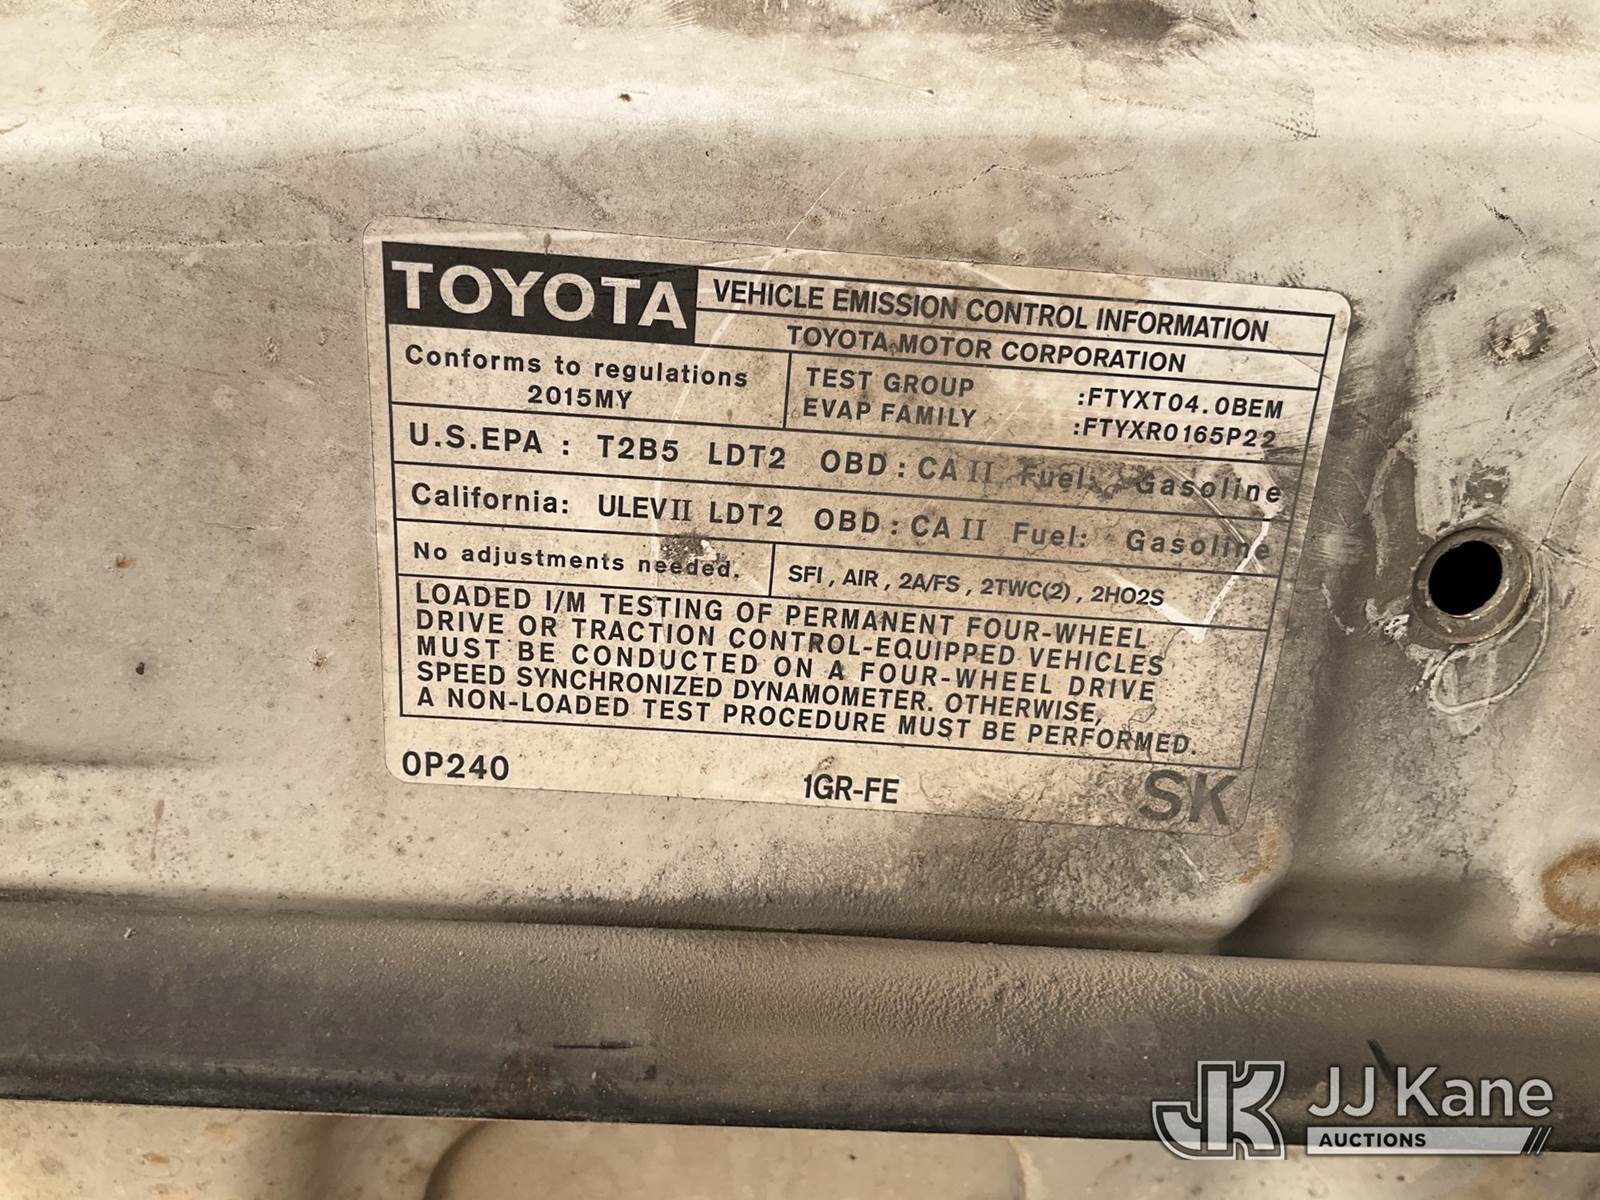 TOYOTA VEHICLE EMISSION CONTROL INFORMATION
TOYOTA MOTOR CORPORATION
Conforms to regulations
2015MY
TEST GROUP :FTYXT04.0BEM
EVAP FAMILY :FTYXR0165P22
U.S.EPA : T2B5 LDT2 OBD : CA II Fuel: Gasoline
California: ULEV II LDT2 OBD : CA II Fuel: Gasoline
No adjustments needed.
SFI , AIR , 2A/FS , 2TWC(2) , 2HO2S
LOADED I/M TESTING OF PERMANENT FOUR-WHEEL
DRIVE OR TRACTION CONTROL-EQUIPPED VEHICLES
MUST BE CONDUCTED ON A FOUR-WHEEL DRIVE
SPEED SYNCHRONIZED DYNAMOMETER. OTHERWISE,
A NON-LOADED TEST PROCEDURE MUST BE PERFORMED.
0P240 1GR-FE SK
JK JJ Kane
AUCTIONS